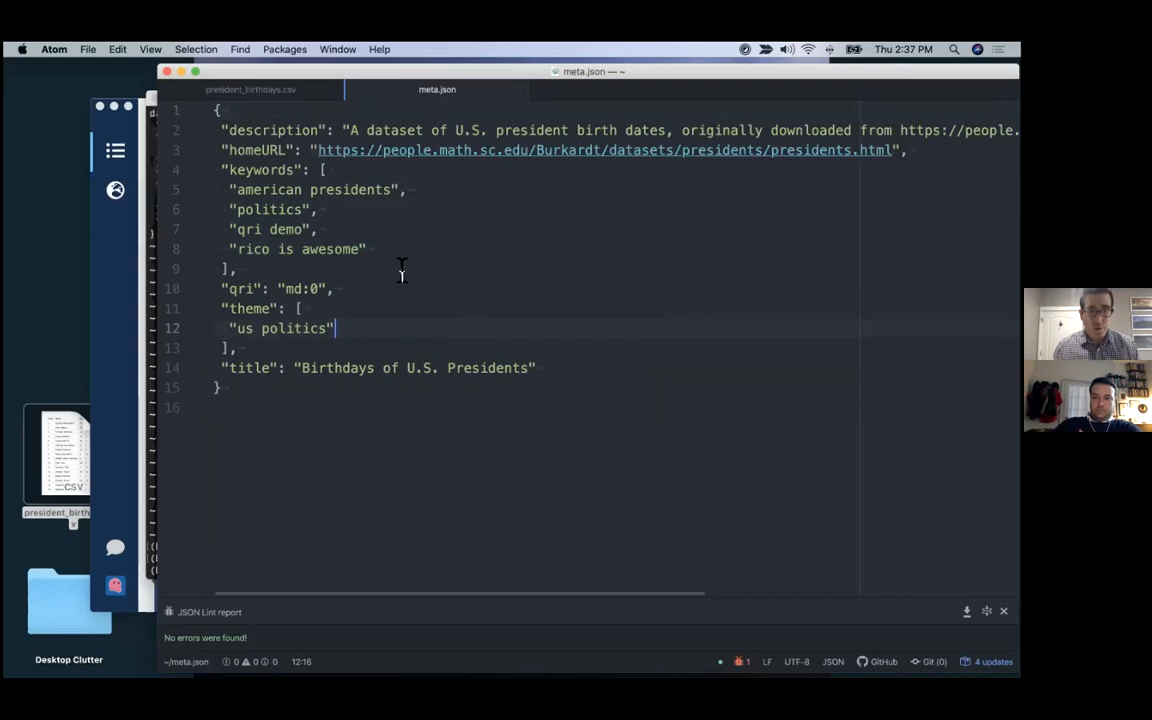 Atom File Edit View Selection Find Packages Window Help Thu 2:37 PM
meta.json — ~
president_birthdays.csv meta.json
1 {
2 "description": "A dataset of U.S. president birth dates, originally downloaded from https://people.
3 "homeURL": "https://people.math.sc.edu/Burkardt/datasets/presidents/presidents.html",
4 "keywords": [
5 "american presidents",
6 "politics",
7 "qri demo",
8 "rico is awesome"
9 ],
10 "qri": "md:0",
11 "theme": [
12 "us politics"
13 ],
14 "title": "Birthdays of U.S. Presidents"
15 }
16
CSV
president_birth
v
Desktop Clutter
JSON Lint report
No errors were found!
~/meta.json 0 0 0 12:16 1 LF UTF-8 JSON GitHub Git (0) 4 updates